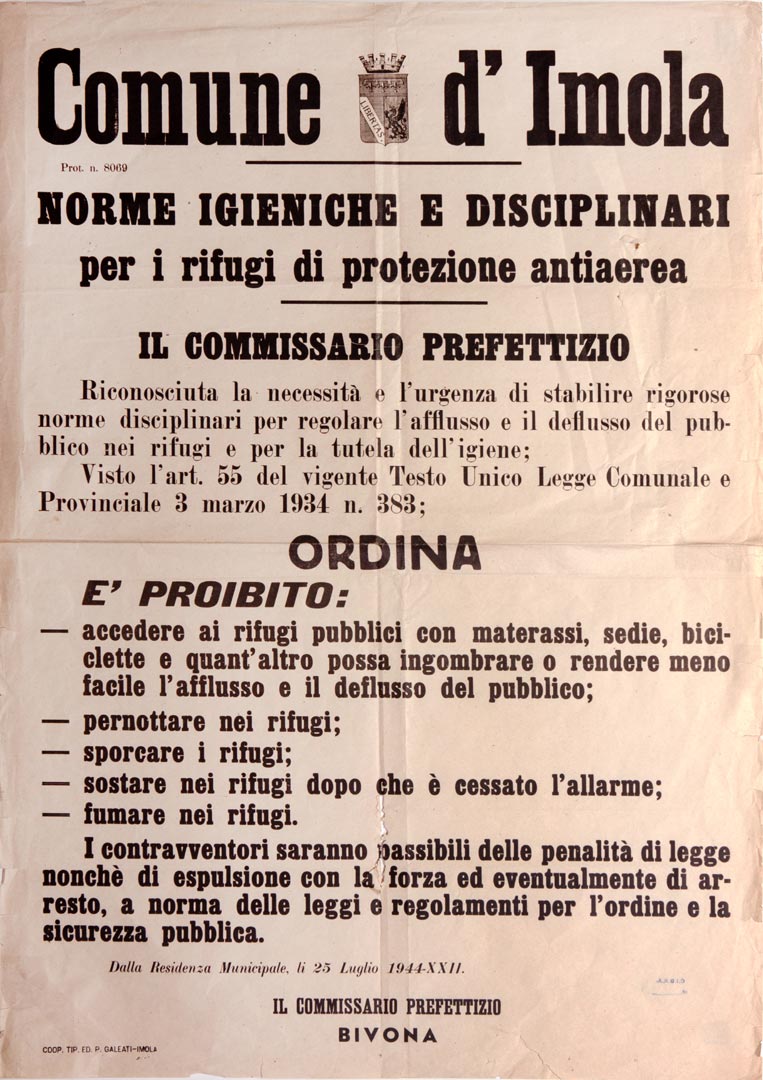 Comune d' Imola
LIBERTAS
Prot. n. 8069
NORME IGIENICHE E DISCIPLINARI
per i rifugi di protezione antiaerea
IL COMMISSARIO PREFETTIZIO
Riconosciuta la necessità e l'urgenza di stabilire rigorose
norme disciplinari per regolare l'afflusso e il deflusso del pub-
blico nei rifugi e per la tutela dell'igiene;
Visto l'art. 55 del vigente Testo Unico Legge Comunale e
Provinciale 3 marzo 1934 n. 383;
ORDINA
E' PROIBITO:
— accedere ai rifugi pubblici con materassi, sedie, bici-
clette e quant'altro possa ingombrare o rendere meno
facile l'afflusso e il deflusso del pubblico;
— pernottare nei rifugi;
— sporcare i rifugi;
— sostare nei rifugi dopo che è cessato l'allarme;
— fumare nei rifugi.
I contravventori saranno passibili delle penalità di legge
nonchè di espulsione con la forza ed eventualmente di ar-
resto, a norma delle leggi e regolamenti per l'ordine e la
sicurezza pubblica.
Dalla Residenza Municipale, li 25 Luglio 1944-XXII.
IL COMMISSARIO PREFETTIZIO
BIVONA
COOP. TIP. ED. P. GALEATI-IMOLA